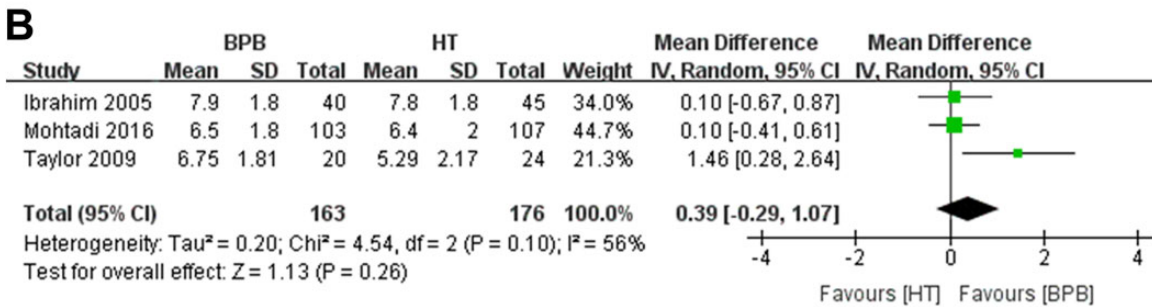 B
BPB HT Mean Difference Mean Difference
Study Mean SD Total Mean SD Total Weight IV, Random, 95% CI IV, Random, 95% CI
Ibrahim 2005 7.9 1.8 40 7.8 1.8 45 34.0% 0.10 [-0.67, 0.87]
Mohtadi 2016 6.5 1.8 103 6.4 2 107 44.7% 0.10 [-0.41, 0.61]
Taylor 2009 6.75 1.81 20 5.29 2.17 24 21.3% 1.46 [0.28, 2.64]
Total (95% CI) 163 176 100.0% 0.39 [-0.29, 1.07]
Heterogeneity: Tau² = 0.20; Chi² = 4.54, df = 2 (P = 0.10); I² = 56%
Test for overall effect: Z = 1.13 (P = 0.26)
-4 -2 0 2 4
Favours [HT] Favours [BPB]